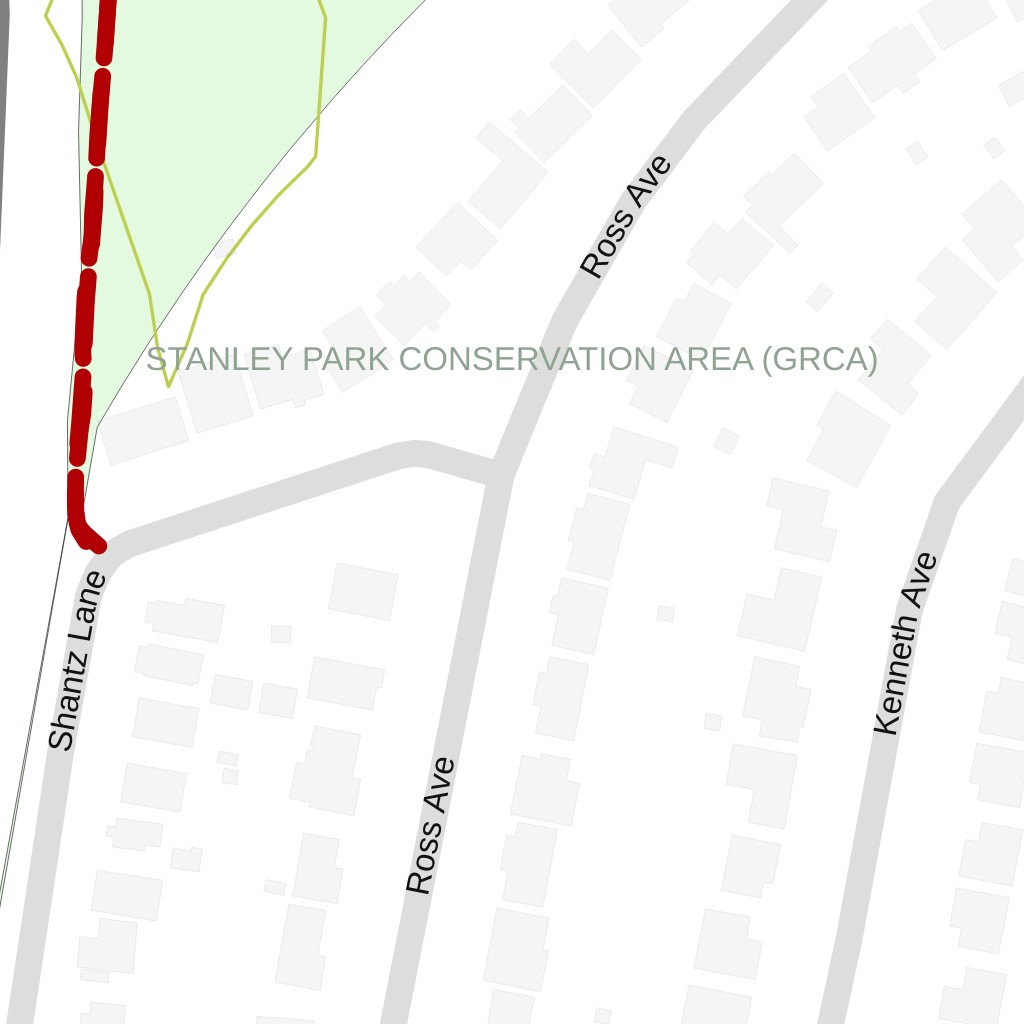 Ross Ave
STANLEY PARK CONSERVATION AREA (GRCA)
Shantz Lane
Kenneth Ave
Ross Ave